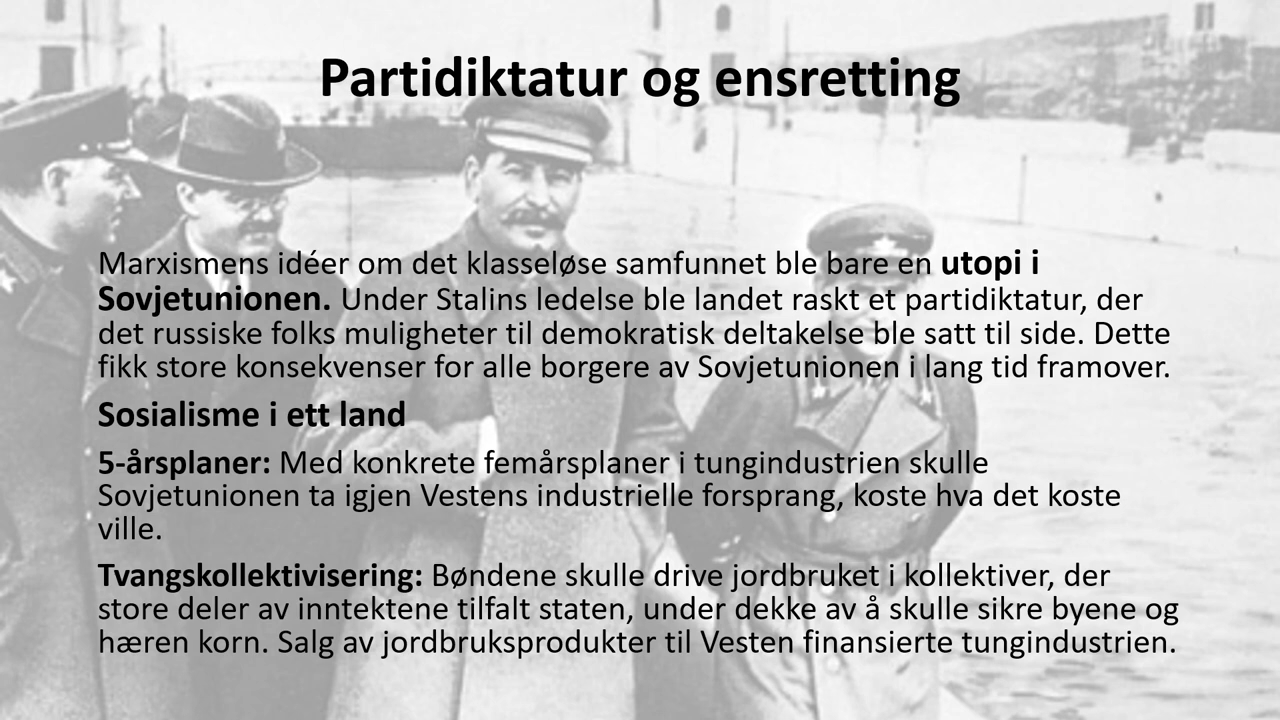 Partidiktatur og ensretting
Marxismens idéer om det klasseløse samfunnet ble bare en utopi i
Sovjetunionen. Under Stalins ledelse ble landet raskt et partidiktatur, der
det russiske folks muligheter til demokratisk deltakelse ble satt til side. Dette
fikk store konsekvenser for alle borgere av Sovjetunionen i lang tid framover.
Sosialisme i ett land
5-årsplaner: Med konkrete femårsplaner i tungindustrien skulle
Sovjetunionen ta igjen Vestens industrielle forsprang, koste hva det koste
ville.
Tvangskollektivisering: Bøndene skulle drive jordbruket i kollektiver, der
store deler av inntektene tilfalt staten, under dekke av å skulle sikre byene og
hæren korn. Salg av jordbruksprodukter til Vesten finansierte tungindustrien.